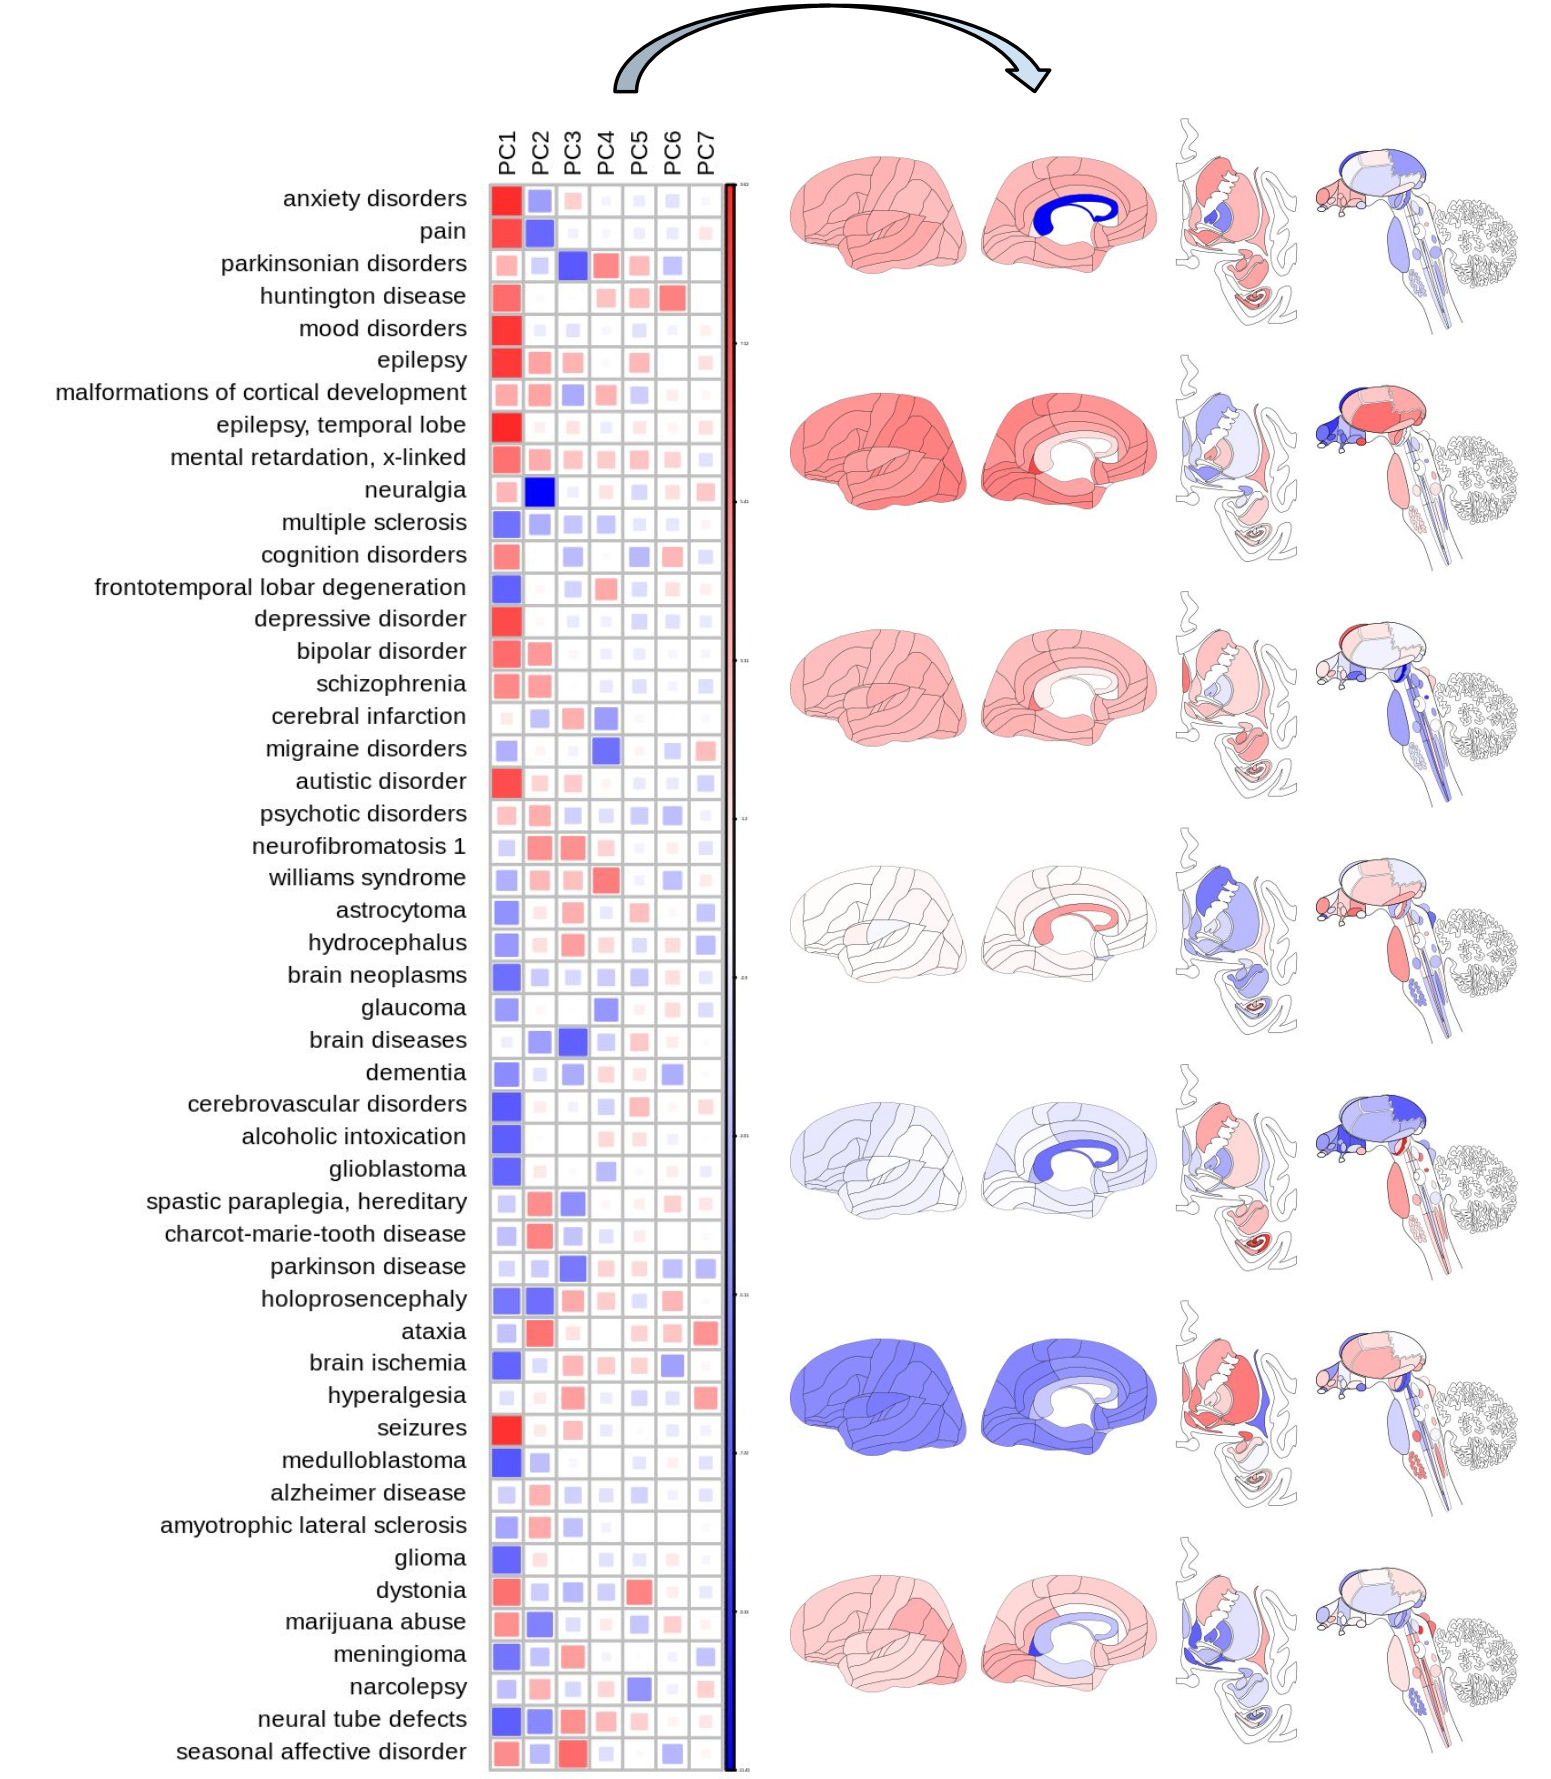 PC1 PC2 PC3 PC4 PC5 PC6 PC7
anxiety disorders
pain
parkinsonian disorders
huntington disease
mood disorders
epilepsy
malformations of cortical development
epilepsy, temporal lobe
mental retardation, x-linked
neuralgia
multiple sclerosis
cognition disorders
frontotemporal lobar degeneration
depressive disorder
bipolar disorder
schizophrenia
cerebral infarction
migraine disorders
autistic disorder
psychotic disorders
neurofibromatosis 1
williams syndrome
astrocytoma
hydrocephalus
brain neoplasms
glaucoma
brain diseases
dementia
cerebrovascular disorders
alcoholic intoxication
glioblastoma
spastic paraplegia, hereditary
charcot-marie-tooth disease
parkinson disease
holoprosencephaly
ataxia
brain ischemia
hyperalgesia
seizures
medulloblastoma
alzheimer disease
amyotrophic lateral sclerosis
glioma
dystonia
marijuana abuse
meningioma
narcolepsy
neural tube defects
seasonal affective disorder